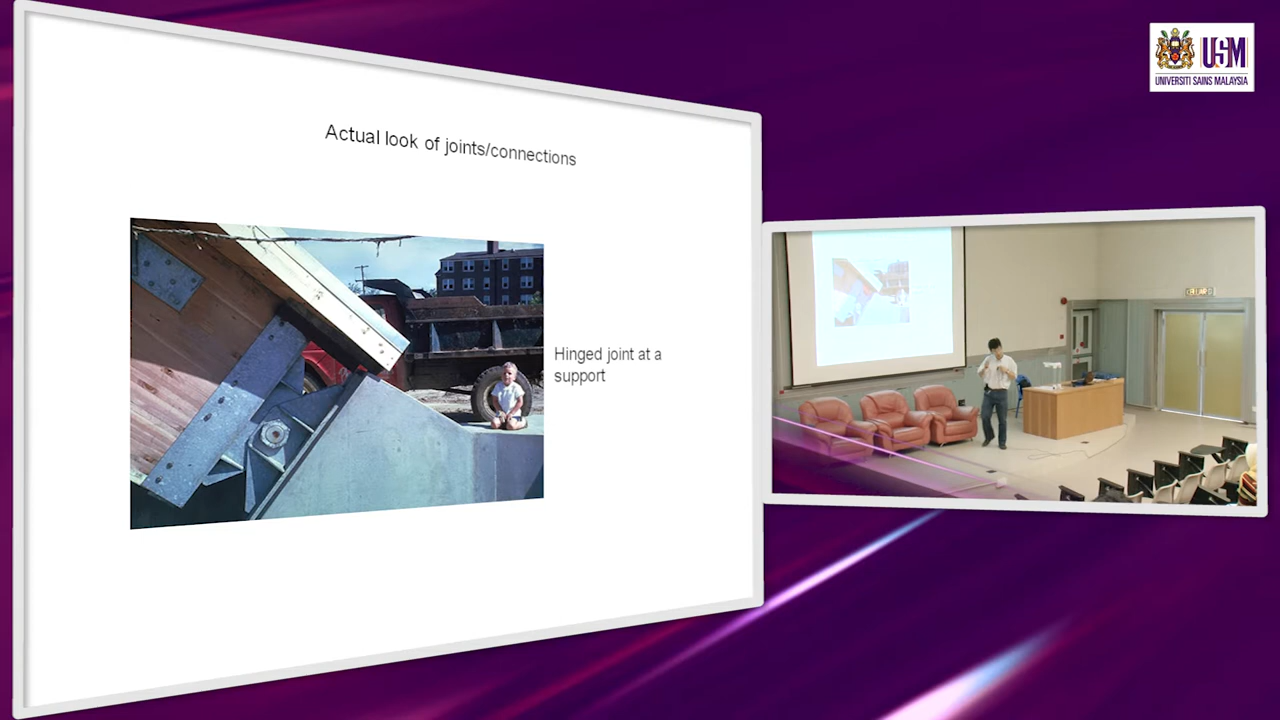 Actual look of joints/connections
Hinged joint at a
support
USM
UNIVERSITI SAINS MALAYSIA